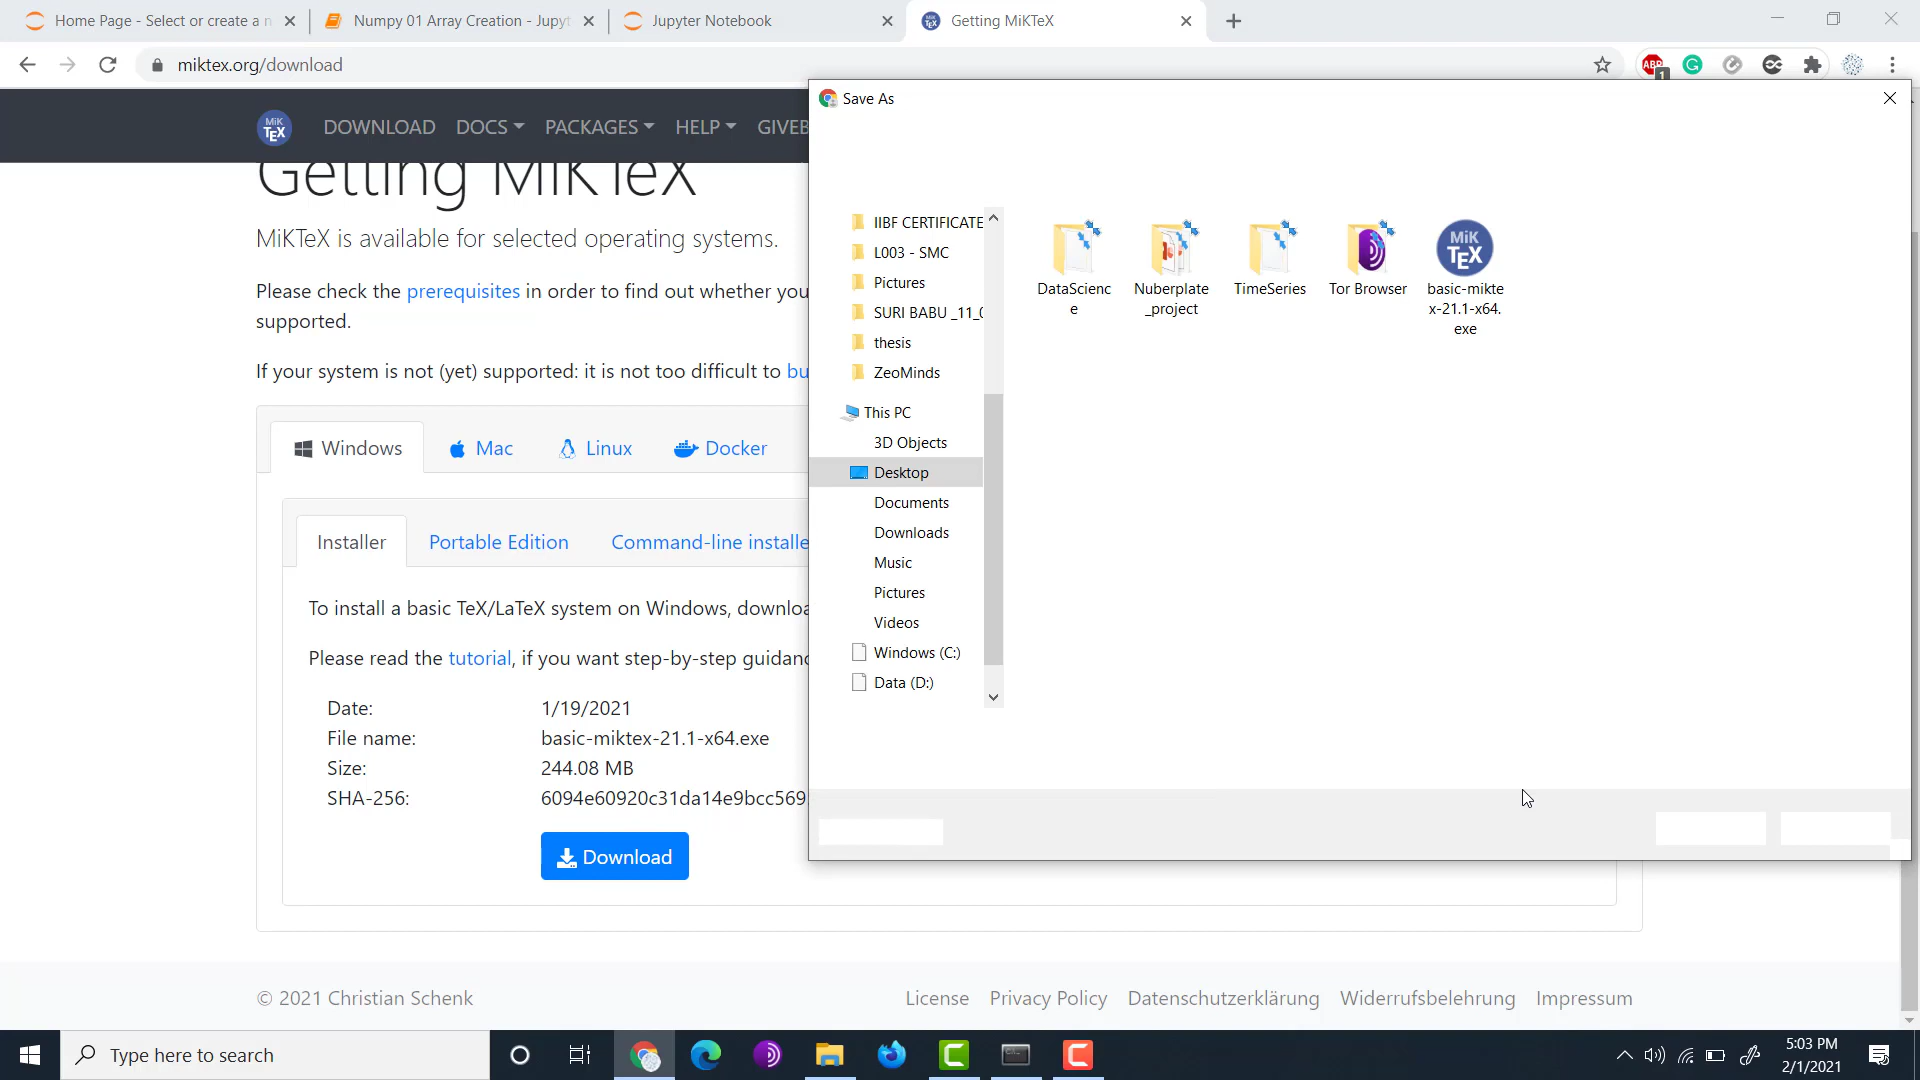 Home Page - Select or create a n
Numpy 01 Array Creation - Jupyt
Jupyter Notebook
Getting MiKTeX
miktex.org/download
ABP
1
Save As
MiK
TEX
DOWNLOAD
DOCS
PACKAGES
HELP
GIVEB
Getting MiKTeX
MiKTeX is available for selected operating systems.
Please check the prerequisites in order to find out whether you
supported.
If your system is not (yet) supported: it is not too difficult to bu
Windows
Mac
Linux
Docker
Installer
Portable Edition
Command-line installe
To install a basic TeX/LaTeX system on Windows, downloa
Please read the tutorial, if you want step-by-step guidanc
Date: 1/19/2021
File name: basic-miktex-21.1-x64.exe
Size: 244.08 MB
SHA-256: 6094e60920c31da14e9bcc569
Download
IIBF CERTIFICATE
L003 - SMC
Pictures
SURI BABU _11_0
thesis
ZeoMinds
This PC
3D Objects
Desktop
Documents
Downloads
Music
Pictures
Videos
Windows (C:)
Data (D:)
DataScienc
e
Nuberplate
_project
TimeSeries
Tor Browser
MiK
TEX
basic-mikte
x-21.1-x64.
exe
© 2021 Christian Schenk
License
Privacy Policy
Datenschutzerklärung
Widerrufsbelehrung
Impressum
Type here to search
5:03 PM
2/1/2021